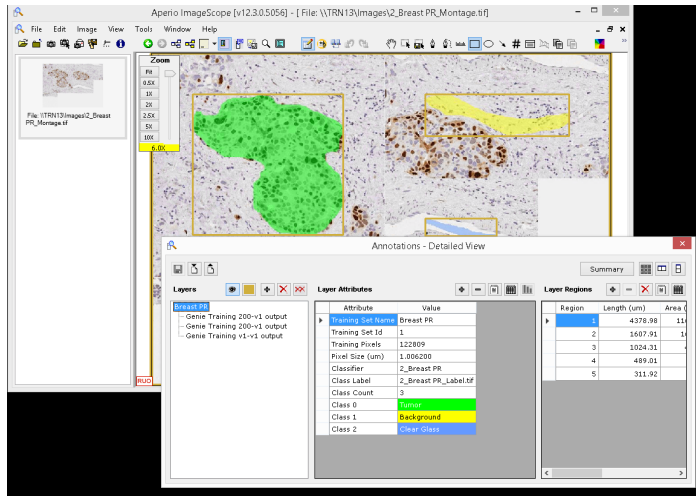 Aperio ImageScope [v12.3.0.5056] - [ File: \\TRN13\Images\2_Breast PR_Montage.tif]
File Edit Image View Tools Window Help
File: \\TRN13\Images\2_Breast
PR_Montage.tif
Zoom
Fit
0.5X
1X
2X
2.5X
5X
10X
6.0X
RUO
Annotations - Detailed View
Summary
Layers
Layer Attributes
Layer Regions
Breast PR
Genie Training 200-v1 output
Genie Training 200-v1 output
Genie Training v1-v1 output
Attribute Value
Training Set Name Breast PR
Training Set Id 1
Training Pixels 122809
Pixel Size (um) 1.006200
Classifier 2_Breast PR
Class Label 2_Breast PR_Label.tif
Class Count 3
Class 0 Tumor
Class 1 Background
Class 2 Clear Glass
Region Length (um) Area (
1 4378.98
2 1607.91
3 1024.31
4 489.01
5 311.92